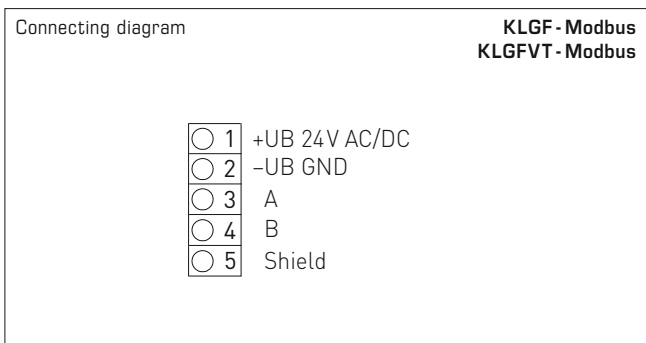 Connecting diagram
KLGF-Modbus
KLGFVT-Modbus
1 +UB 24V AC/DC
2 –UB GND
3 A
4 B
5 Shield